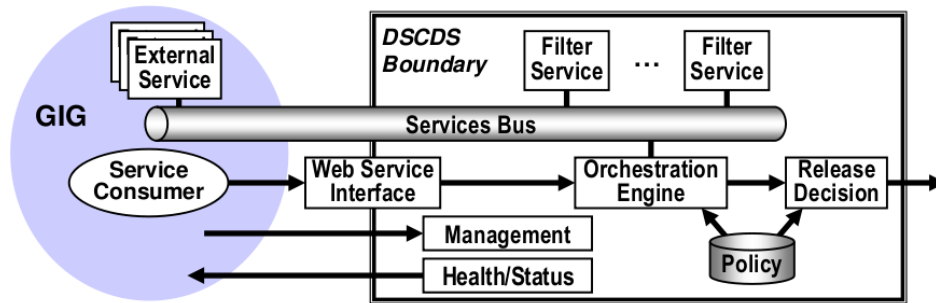 DSCDS
Boundary
External
Service
Filter
Service
...
Filter
Service
GIG
Services Bus
Service
Consumer
Web Service
Interface
Orchestration
Engine
Release
Decision
Management
Health/Status
Policy